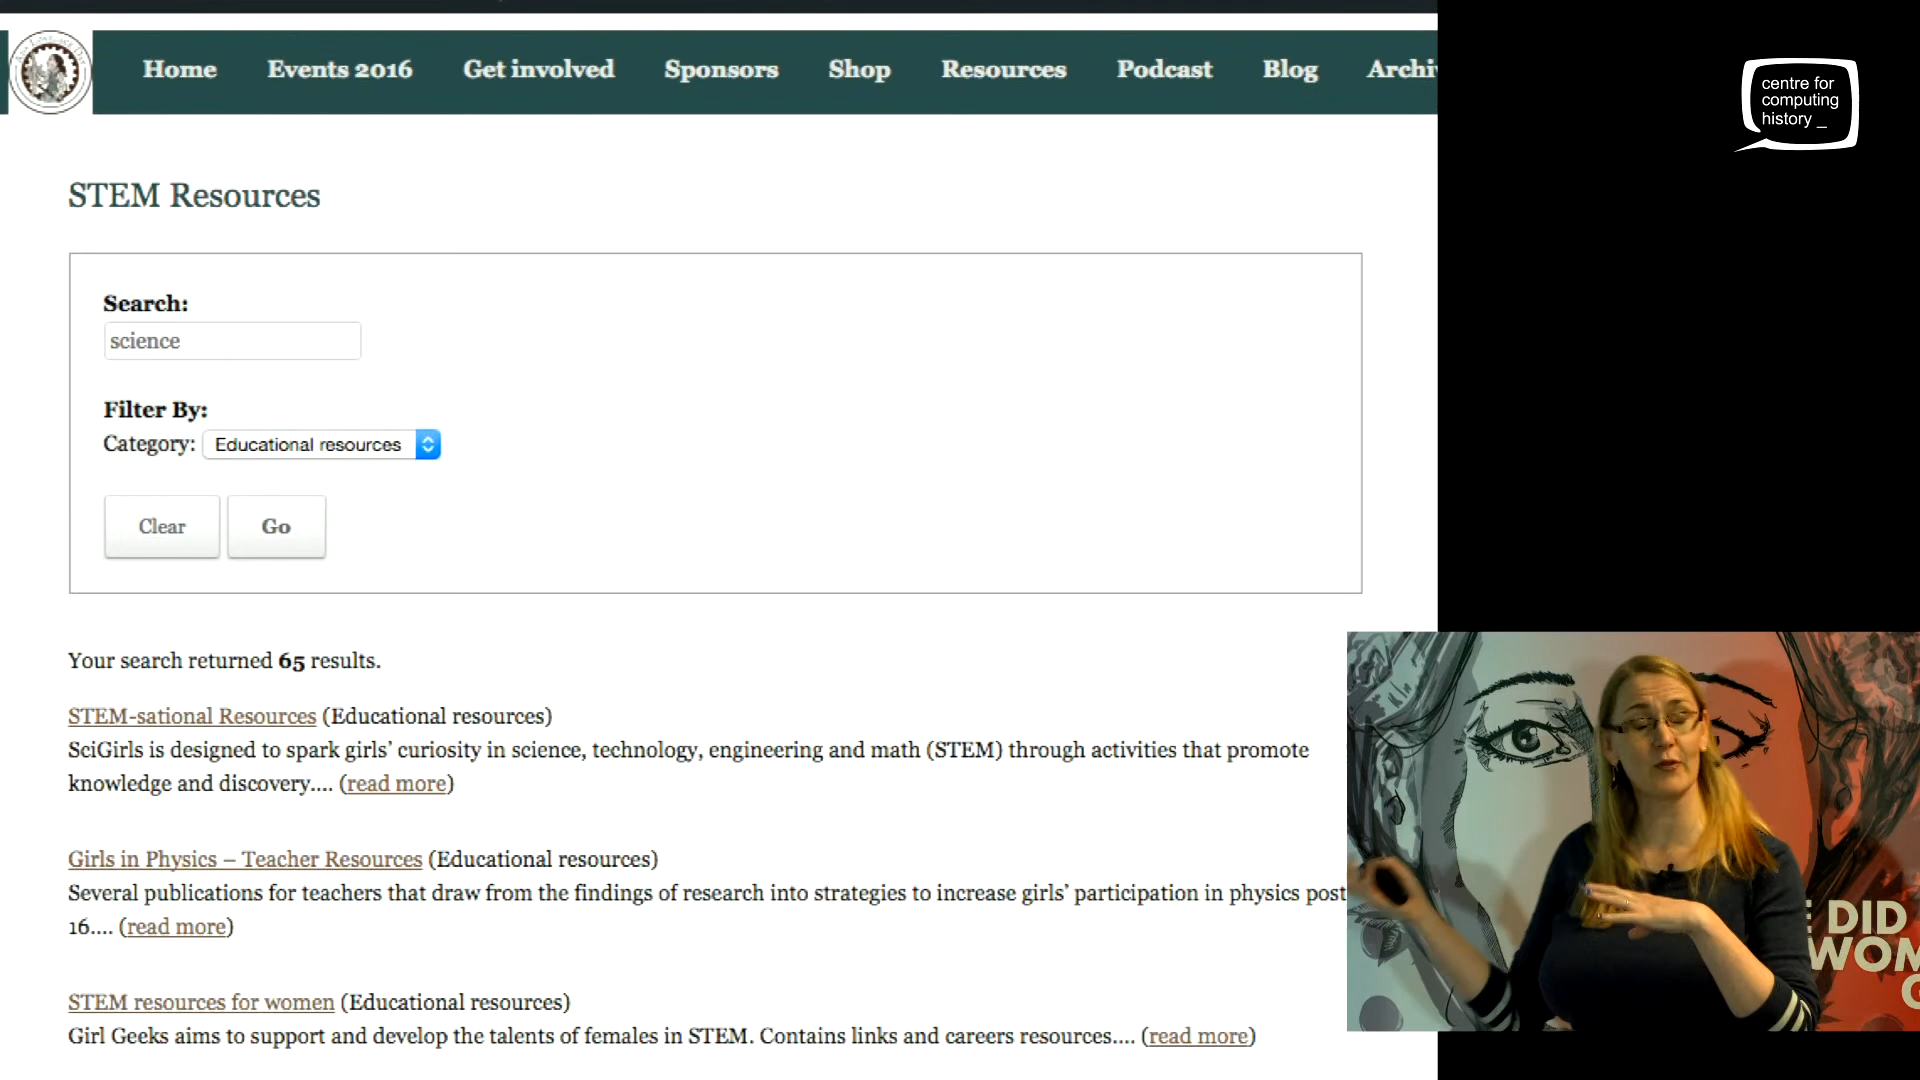 Home Events 2016 Get involved Sponsors Shop Resources Podcast Blog
centre for
computing
history _
STEM Resources
Search:
science
Filter By:
Category: Educational resources
Clear Go
Your search returned 65 results.
STEM-sational Resources (Educational resources)
SciGirls is designed to spark girls' curiosity in science, technology, engineering and math (STEM) through activities that promote
knowledge and discovery.... (read more)
Girls in Physics – Teacher Resources (Educational resources)
Several publications for teachers that draw from the findings of research into strategies to increase girls' participation in physics post
16.... (read more)
STEM resources for women (Educational resources)
Girl Geeks aims to support and develop the talents of females in STEM. Contains links and careers resources.... (read more)
DID